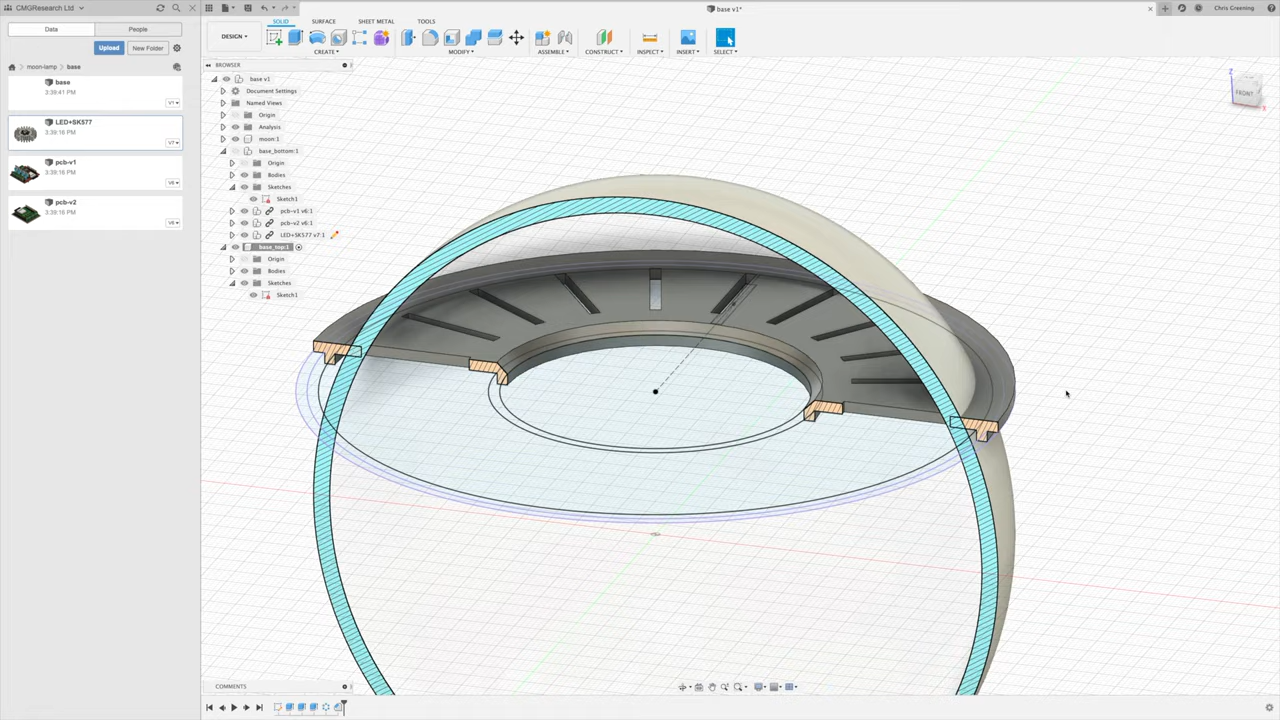 CMGResearch Ltd
Data
People
Upload
New Folder
moon-lamp
base
base
3:39:41 PM
V1
LED+SK577
3:39:16 PM
V7
pcb-v1
3:39:16 PM
V6
pcb-v2
3:39:16 PM
V6
base v1*
Chris Greening
SOLID
SURFACE
SHEET METAL
TOOLS
DESIGN
CREATE
MODIFY
ASSEMBLE
CONSTRUCT
INSPECT
INSERT
SELECT
BROWSER
base v1
Document Settings
Named Views
Origin
Analysis
moon:1
base_bottom:1
Origin
Bodies
Sketches
Sketch1
pcb-v1 v6:1
pcb-v2 v6:1
LED+SK577 v7:1
base_top:1
Origin
Bodies
Sketches
Sketch1
Z
FRONT
X
COMMENTS